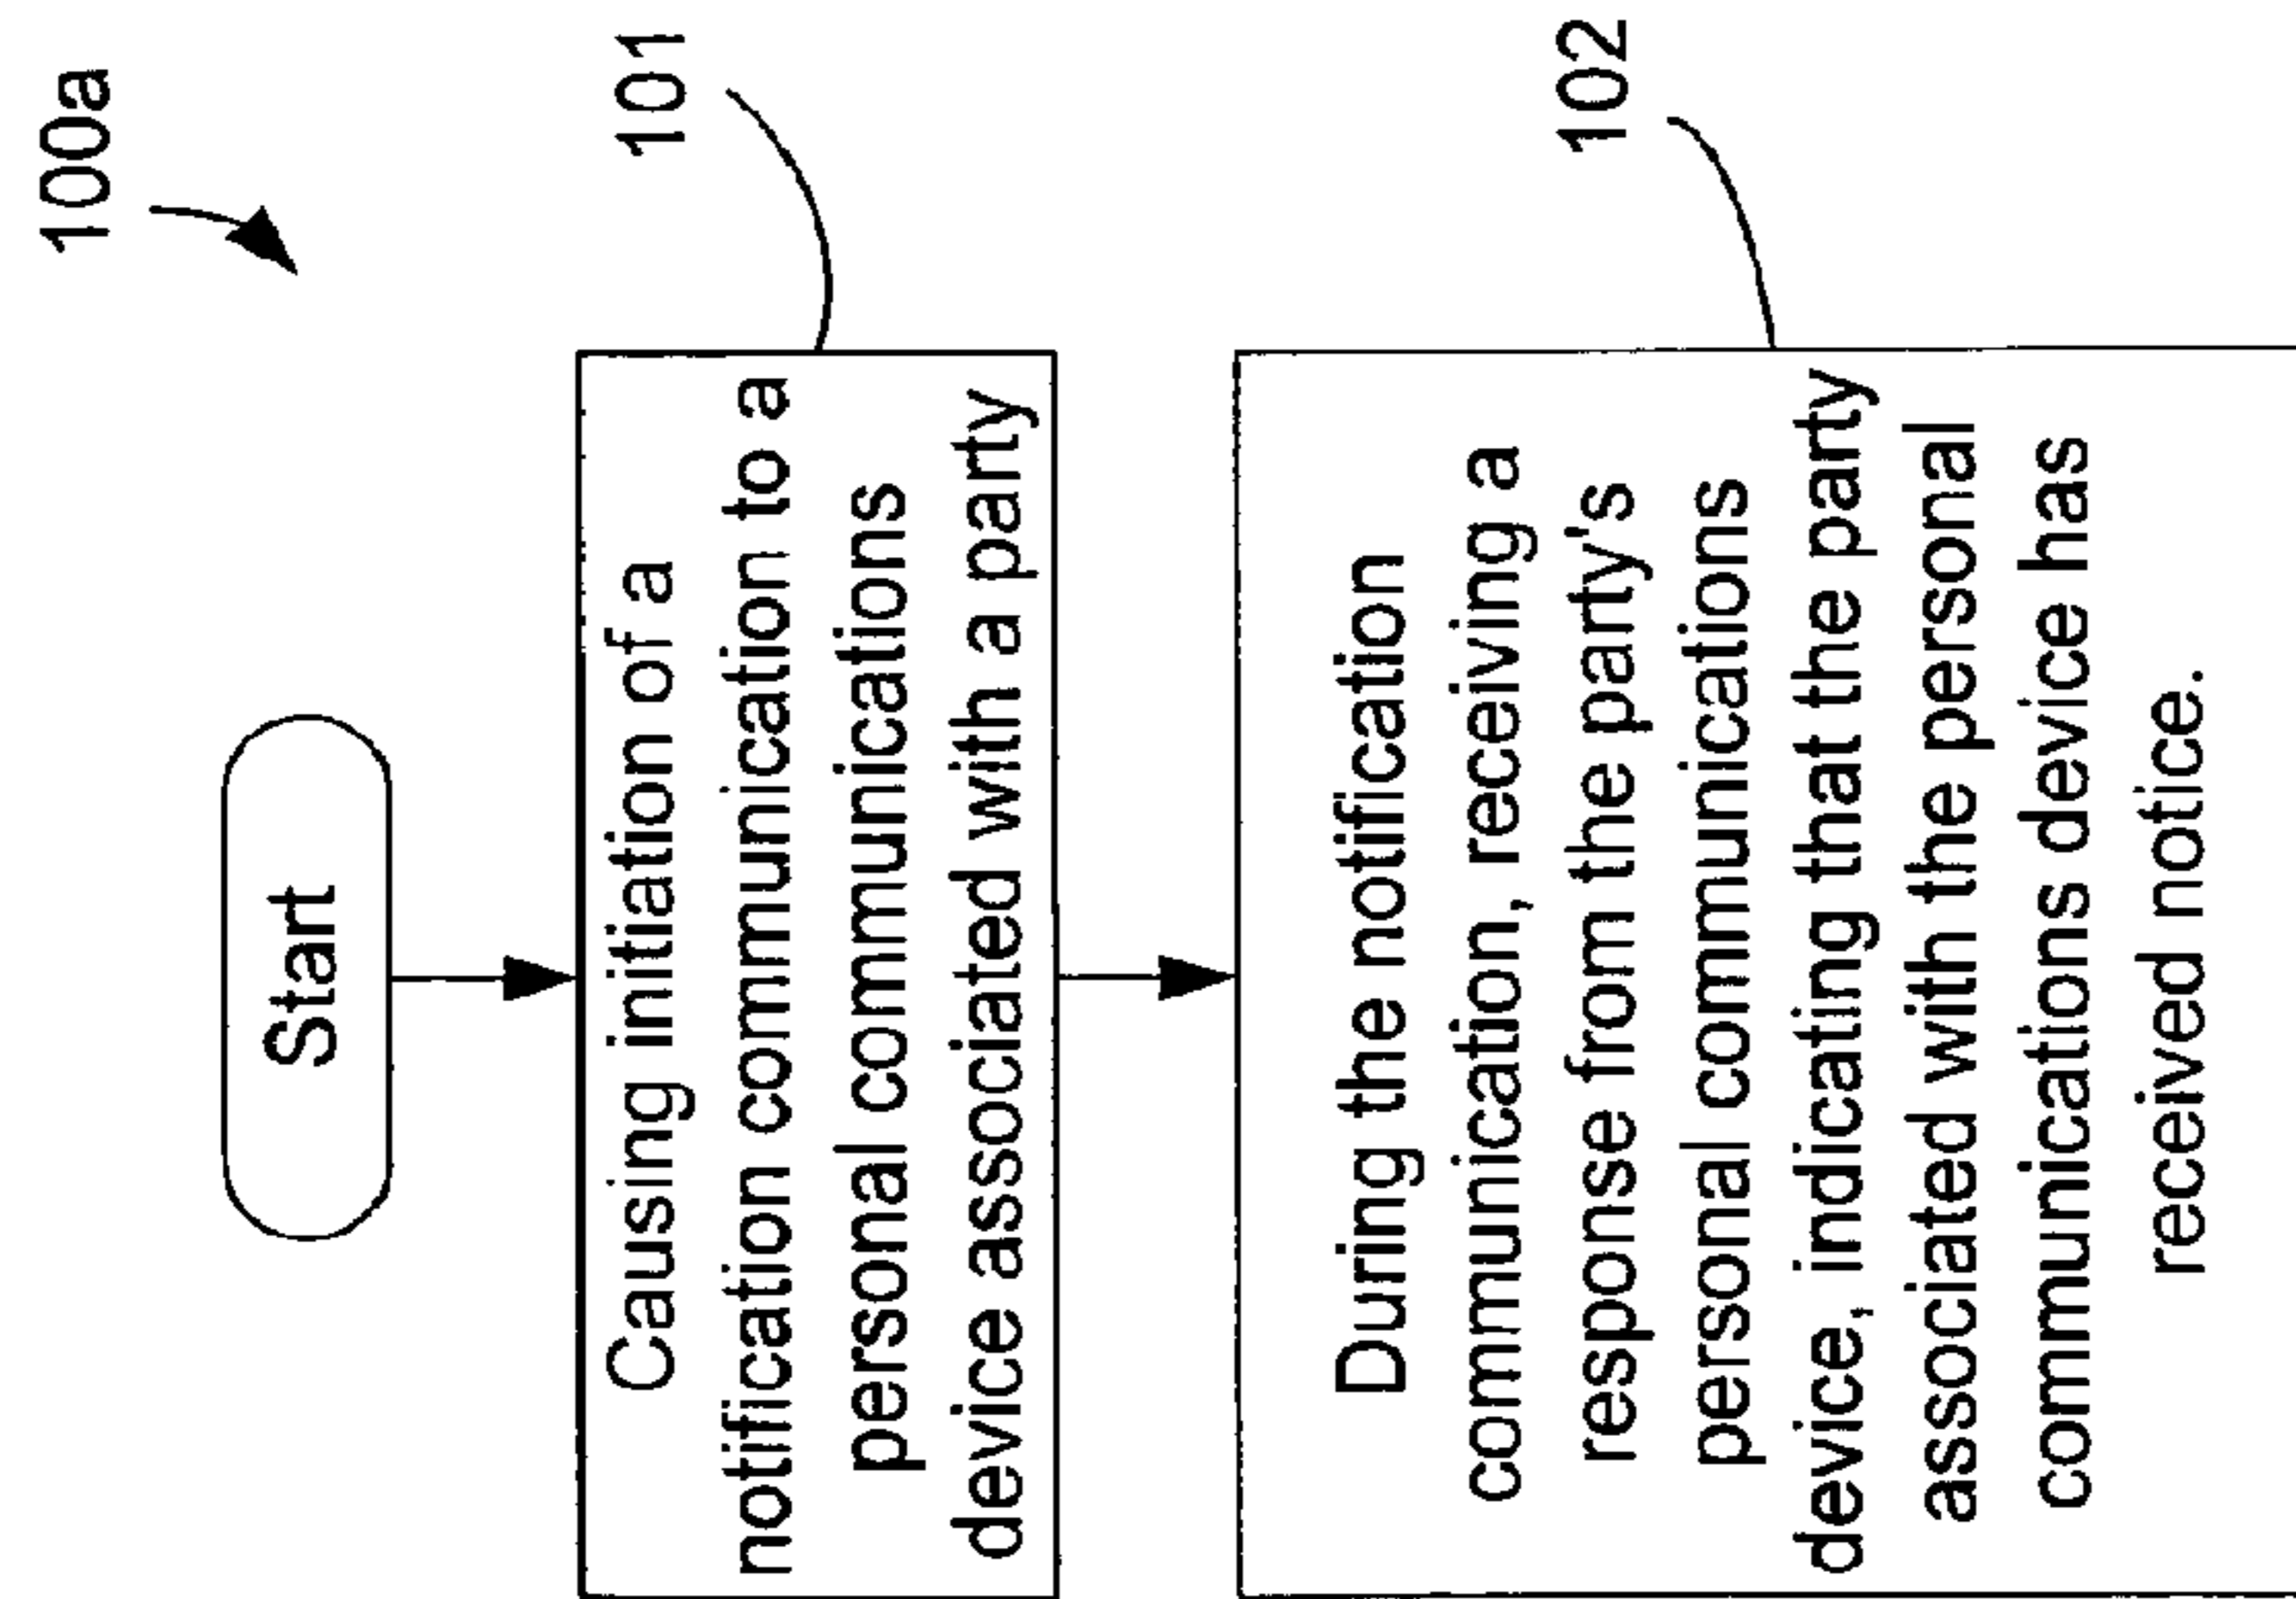 100a
Start
Causing initiation of a
notification communication to a
personal communications
device associated with a party
101
During the notification
communication, receiving a
response from the party's
personal communications
device, indicating that the party
associated with the personal
communications device has
received notice.
102